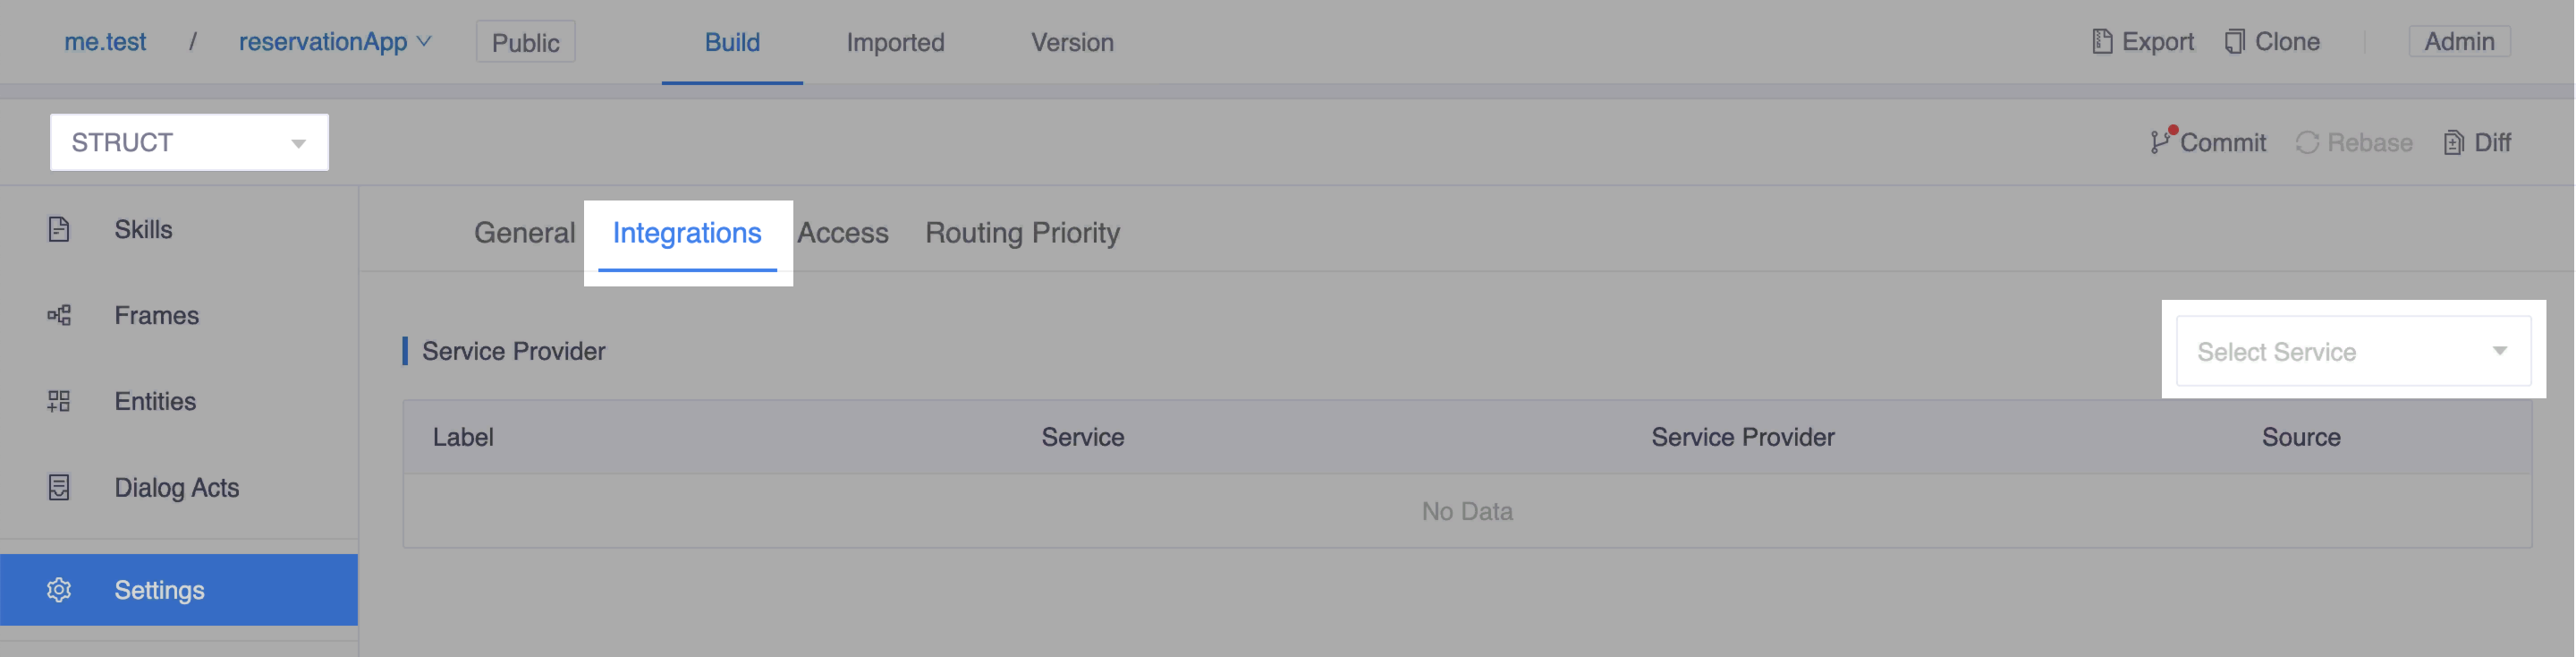 me.test / reservationApp Public Build Imported Version Export Clone Admin
STRUCT Commit Rebase Diff
Skills
Frames
Entities
Dialog Acts
Settings
General Integrations Access Routing Priority
Service Provider Select Service
Label Service Service Provider Source
No Data